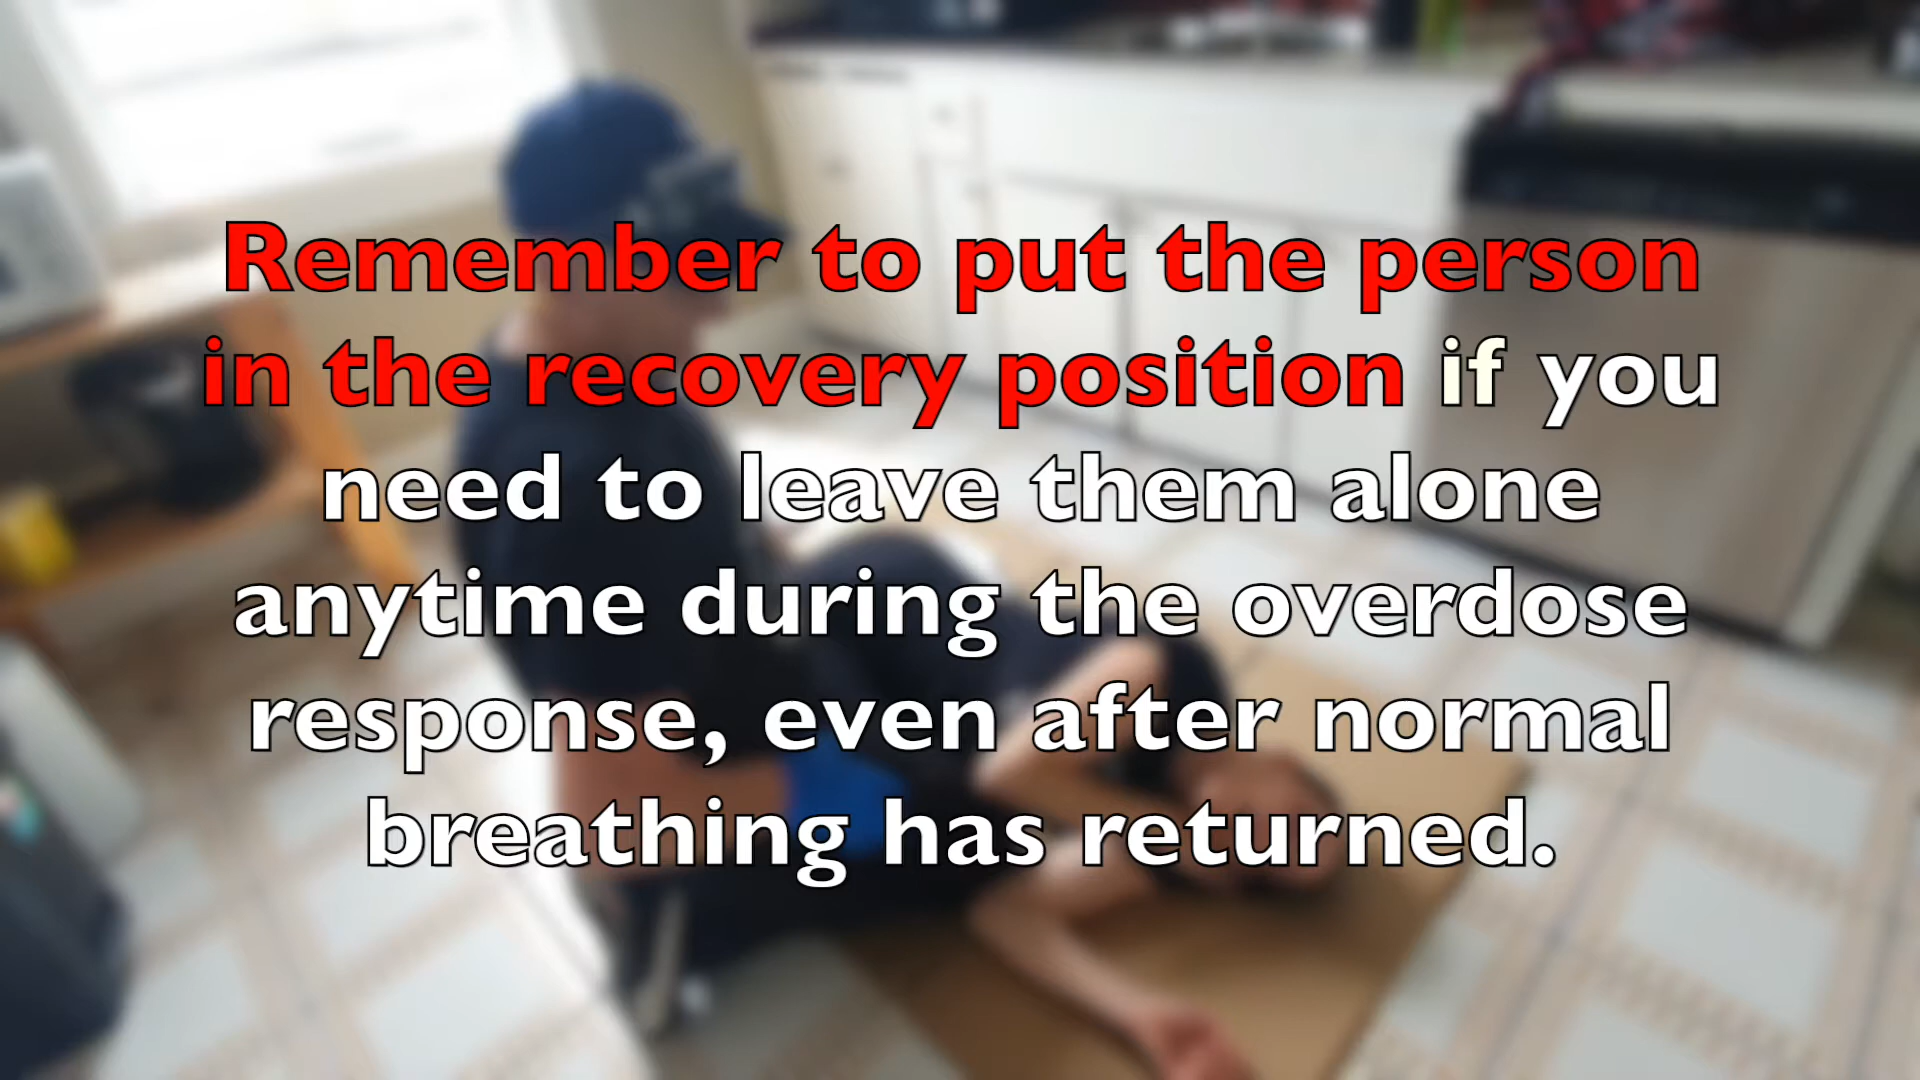 Remember to put the person
in the recovery position if you
need to leave them alone
anytime during the overdose
response, even after normal
breathing has returned.